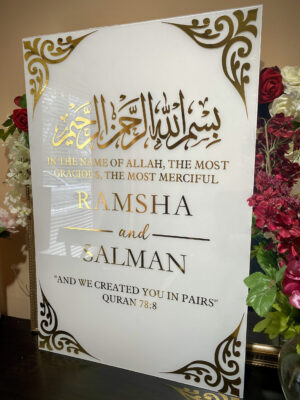 بسم الله الرحمن الرحيم
IN THE NAME OF ALLAH, THE MOST
GRACIOUS, THE MOST MERCIFUL
RAMSHA
and
SALMAN
"AND WE CREATED YOU IN PAIRS"
QURAN 78:8